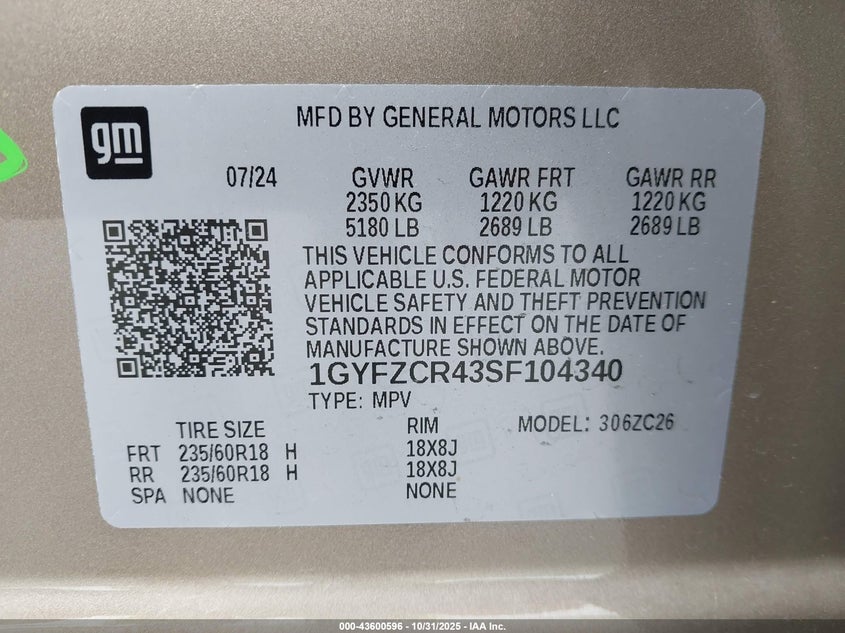 gm
MFD BY GENERAL MOTORS LLC
07/24 GVWR GAWR FRT GAWR RR
2350 KG 1220 KG 1220 KG
5180 LB 2689 LB 2689 LB
THIS VEHICLE CONFORMS TO ALL
APPLICABLE U.S. FEDERAL MOTOR
VEHICLE SAFETY AND THEFT PREVENTION
STANDARDS IN EFFECT ON THE DATE OF
MANUFACTURE SHOWN ABOVE.
1GYFZCR43SF104340
TYPE: MPV
TIRE SIZE RIM MODEL: 306ZC26
FRT 235/60R18 H 18X8J
RR 235/60R18 H 18X8J
SPA NONE NONE
000-43600596 - 10/31/2025 - IAA Inc.